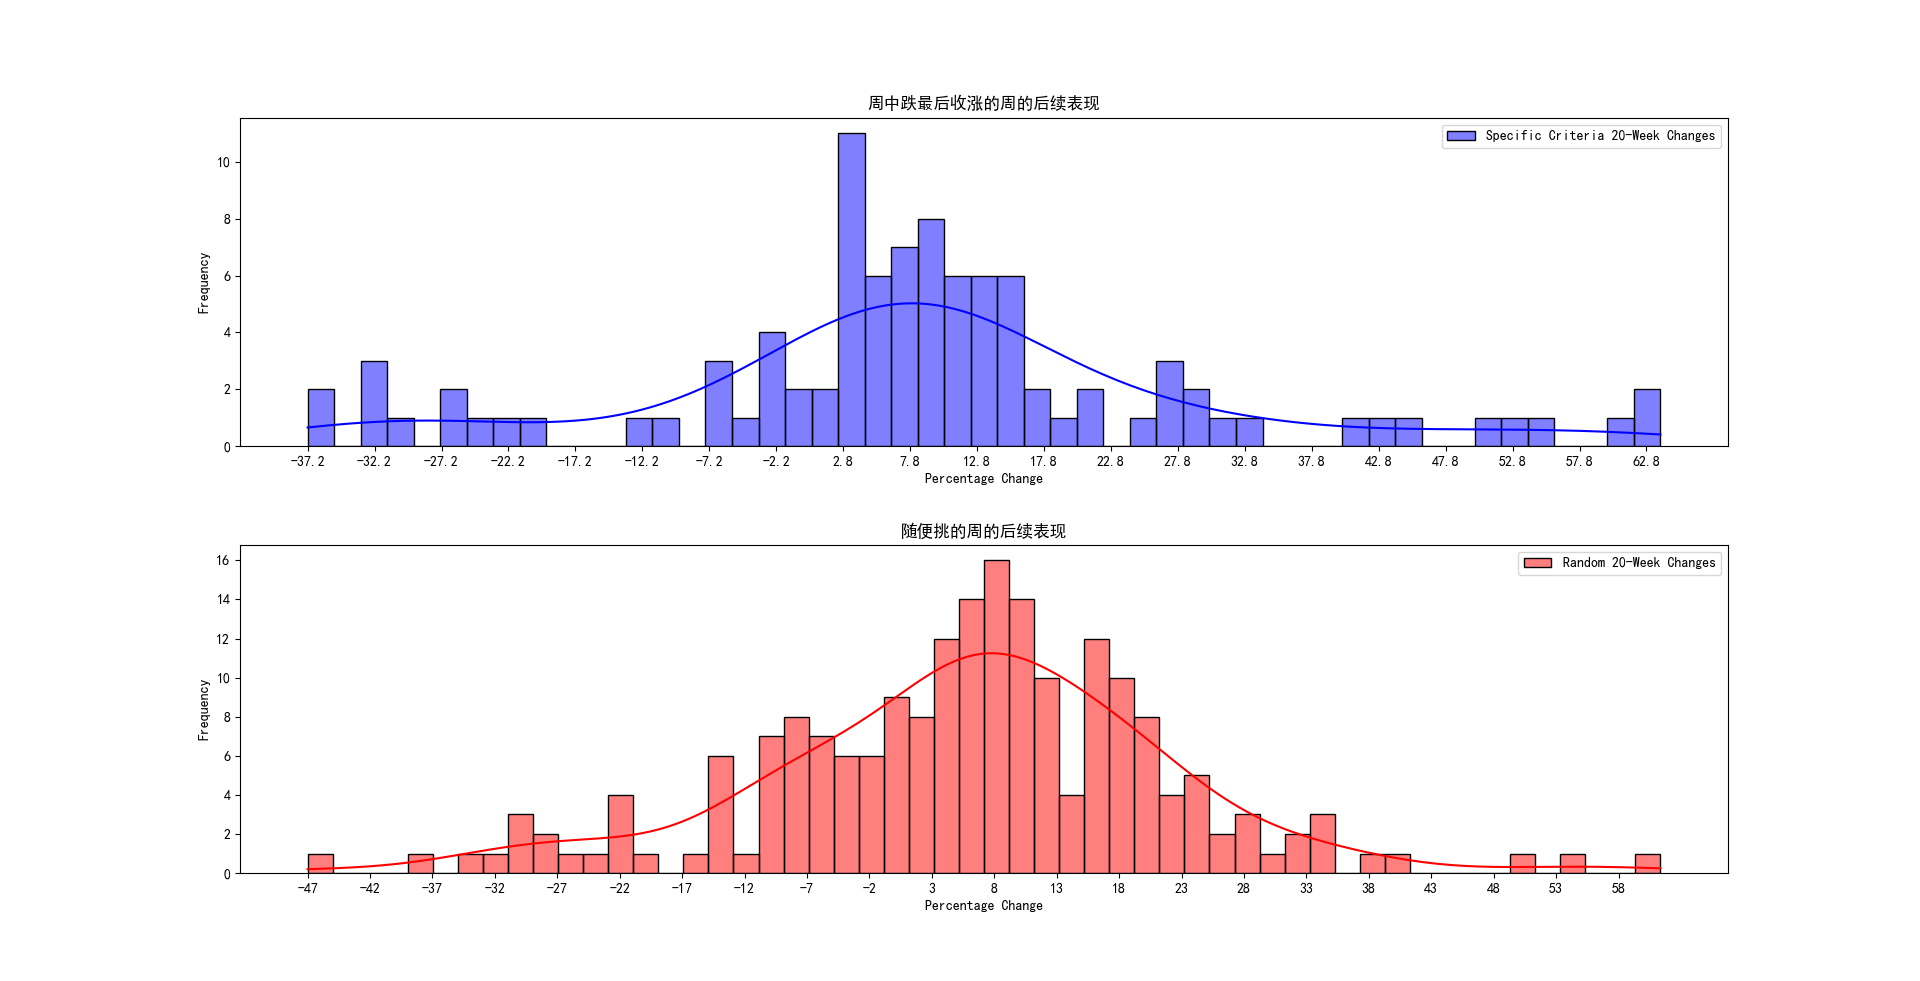 周中跌最后收涨的周的后续表现
Specific Criteria 20-Week Changes
Frequency
10
8
6
4
2
0
-37.2 -32.2 -27.2 -22.2 -17.2 -12.2 -7.2 -2.2 2.8 7.8 12.8 17.8 22.8 27.8 32.8 37.8 42.8 47.8 52.8 57.8 62.8
Percentage Change
随便挑的周的后续表现
Random 20-Week Changes
Frequency
16
14
12
10
8
6
4
2
0
-47 -42 -37 -32 -27 -22 -17 -12 -7 -2 3 8 13 18 23 28 33 38 43 48 53 58
Percentage Change